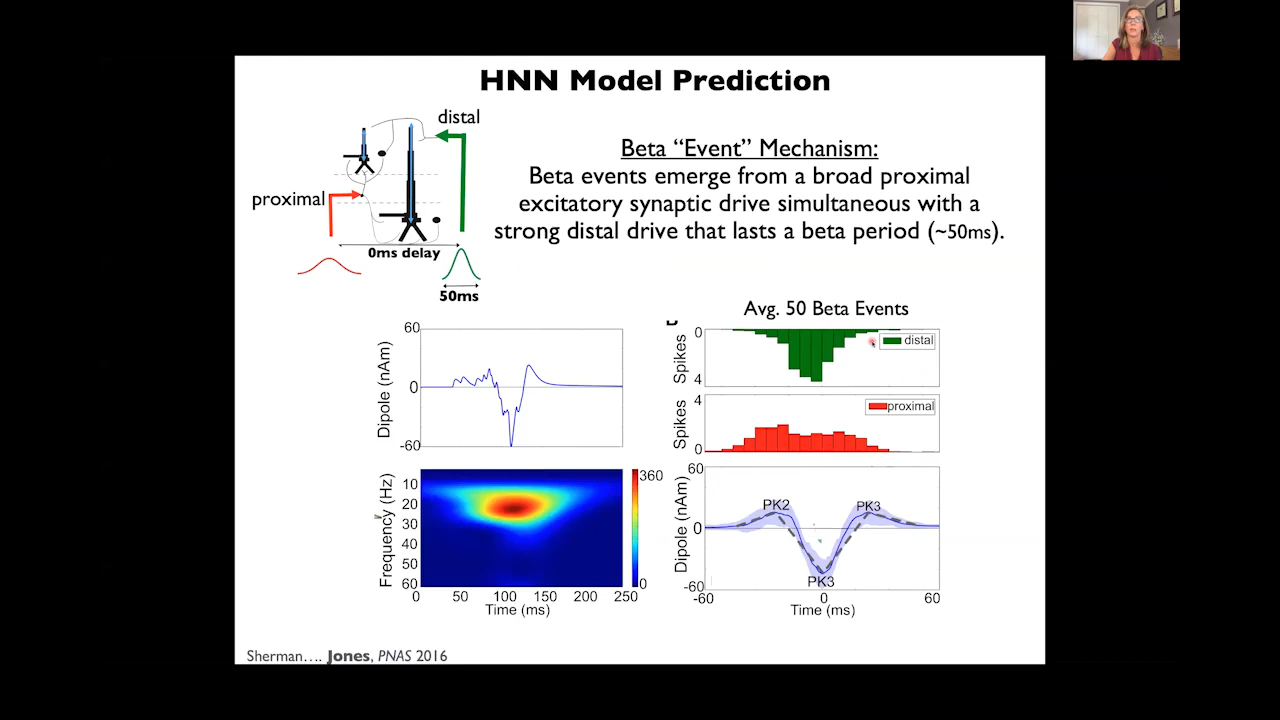 HNN Model Prediction
distal
proximal
0ms delay
50ms
Beta “Event” Mechanism:
Beta events emerge from a broad proximal
excitatory synaptic drive simultaneous with a
strong distal drive that lasts a beta period (~50ms).
60
0
-60
Dipole (nAm)
10
20
30
40
50
60
Frequency (Hz)
0 50 100 150 200 250
Time (ms)
360
0
Avg. 50 Beta Events
0
4
Spikes
distal
4
0
Spikes
proximal
60
0
-60
Dipole (nAm)
PK2
PK3
PK3
-60 0 60
Time (ms)
Sherman…. Jones, PNAS 2016